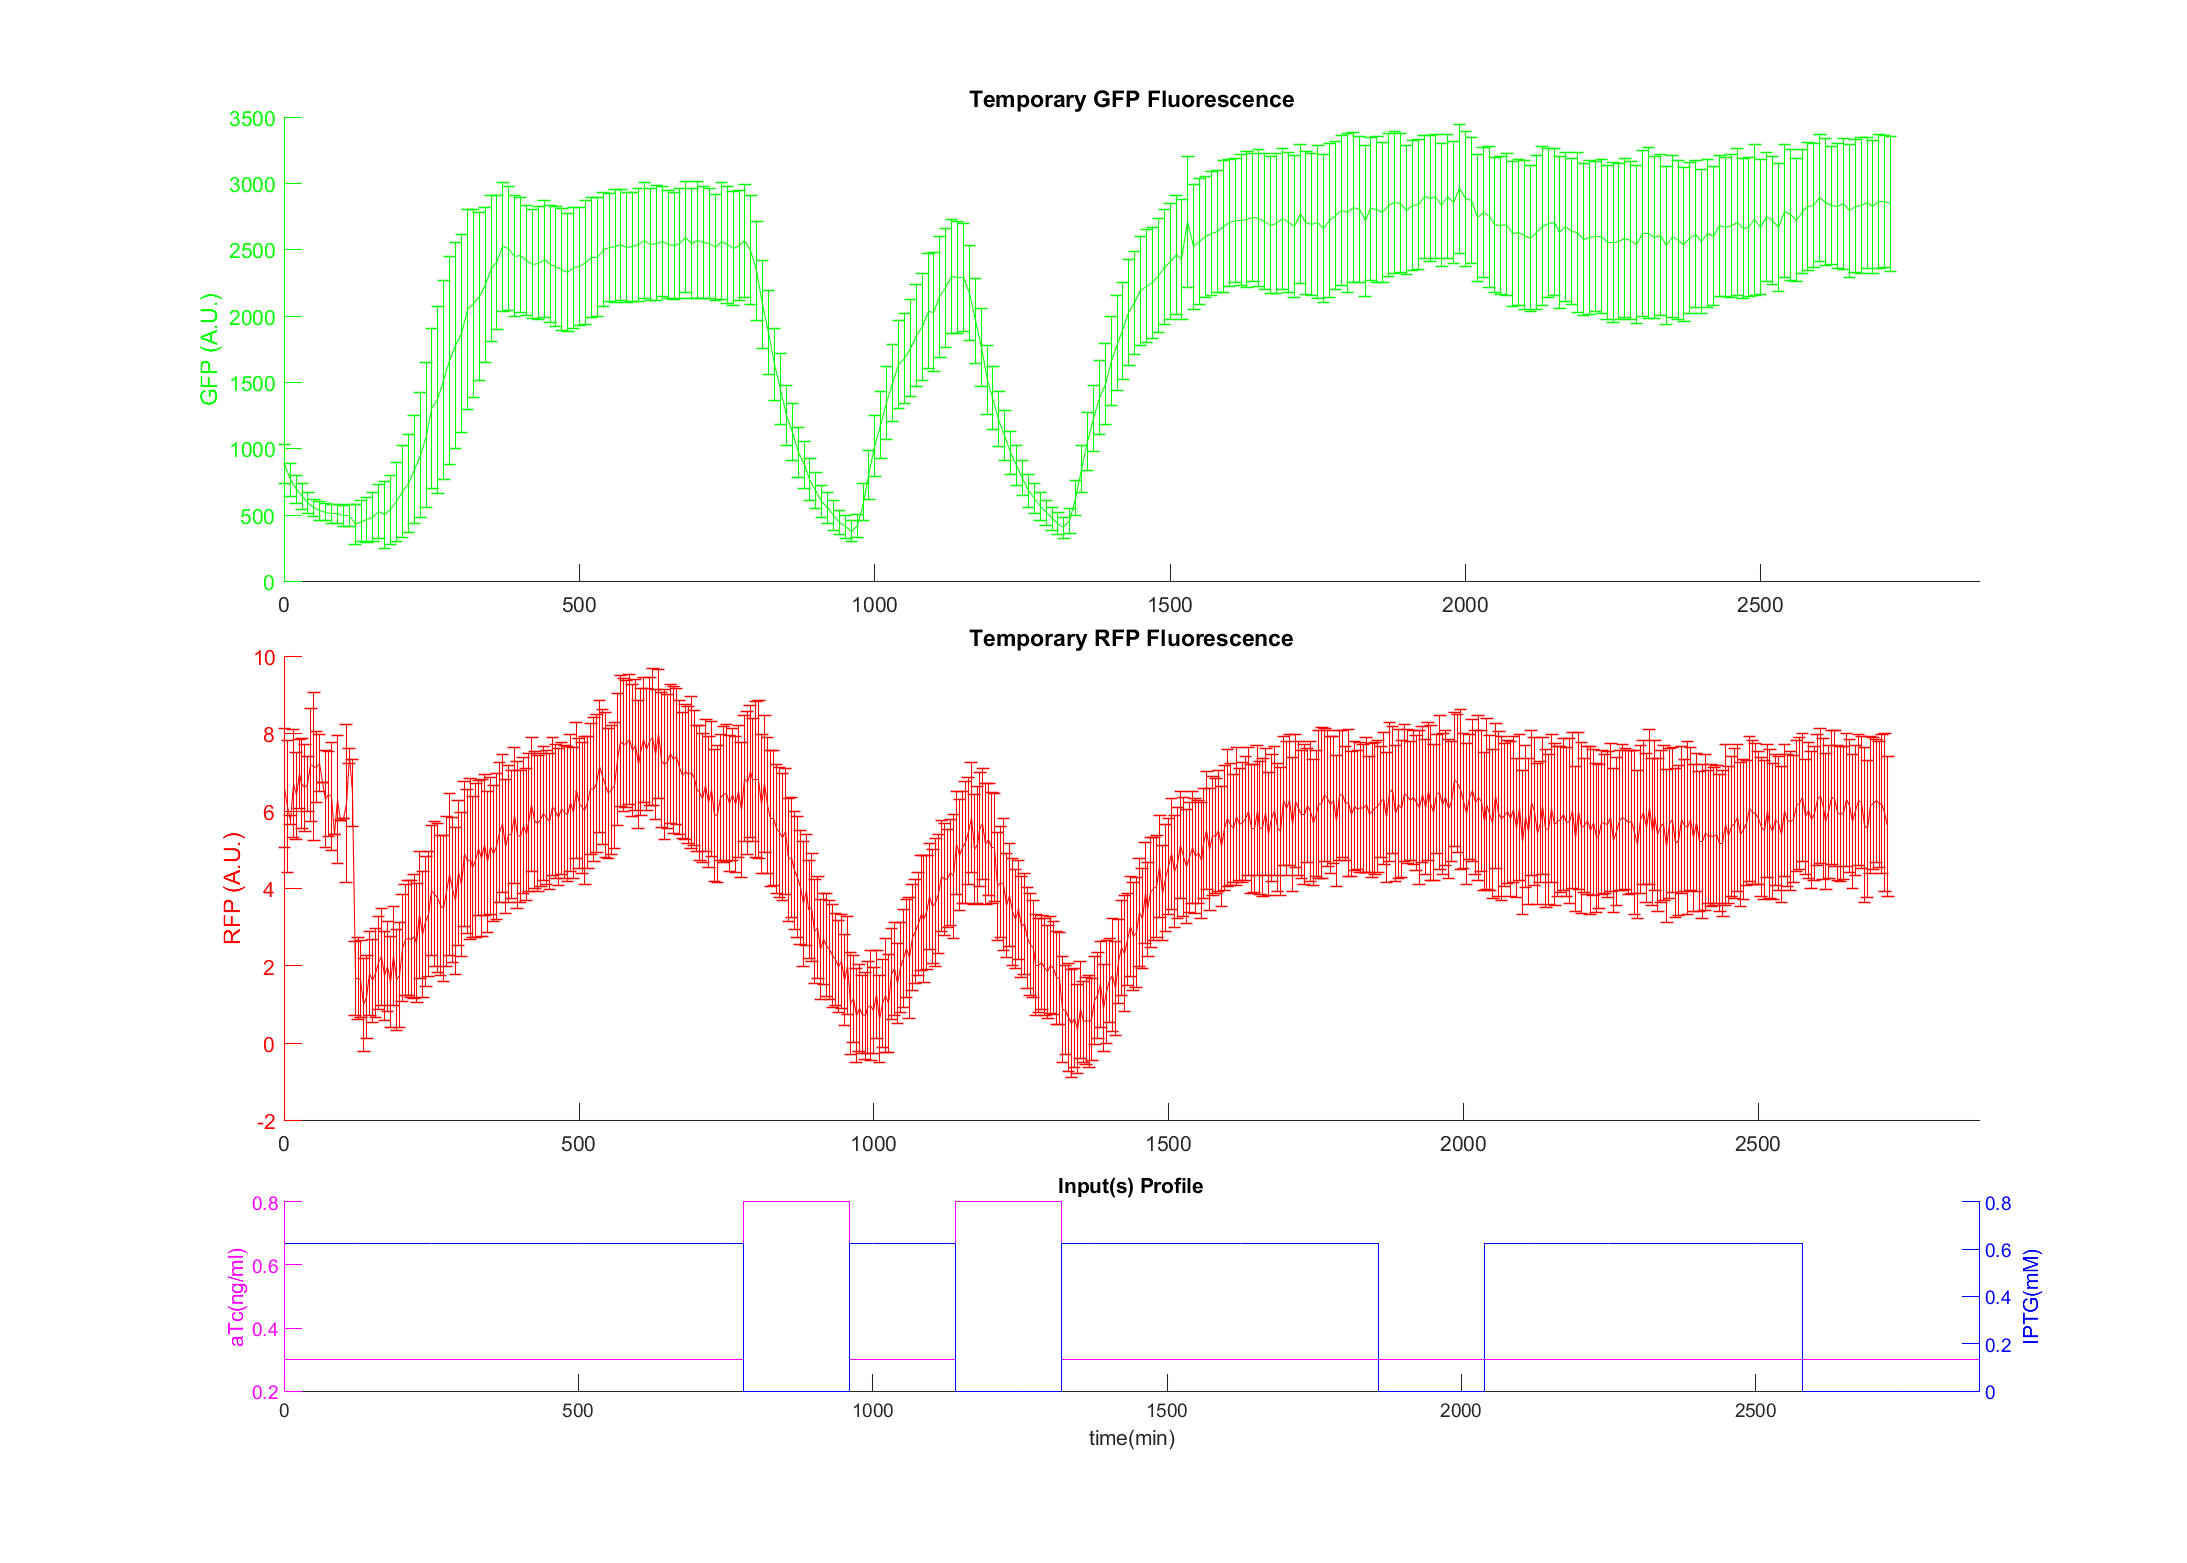 Temporary GFP Fluorescence
3500
3000
2500
2000
1500
1000
500
0
GFP (A.U.)
0 500 1000 1500 2000 2500
Temporary RFP Fluorescence
10
8
6
4
2
0
-2
RFP (A.U.)
0 500 1000 1500 2000 2500
Input(s) Profile
0.8
0.6
0.4
0.2
aTc(ng/ml)
0.8
0.6
0.4
0.2
0
IPTG(mM)
0 500 1000 1500 2000 2500
time(min)